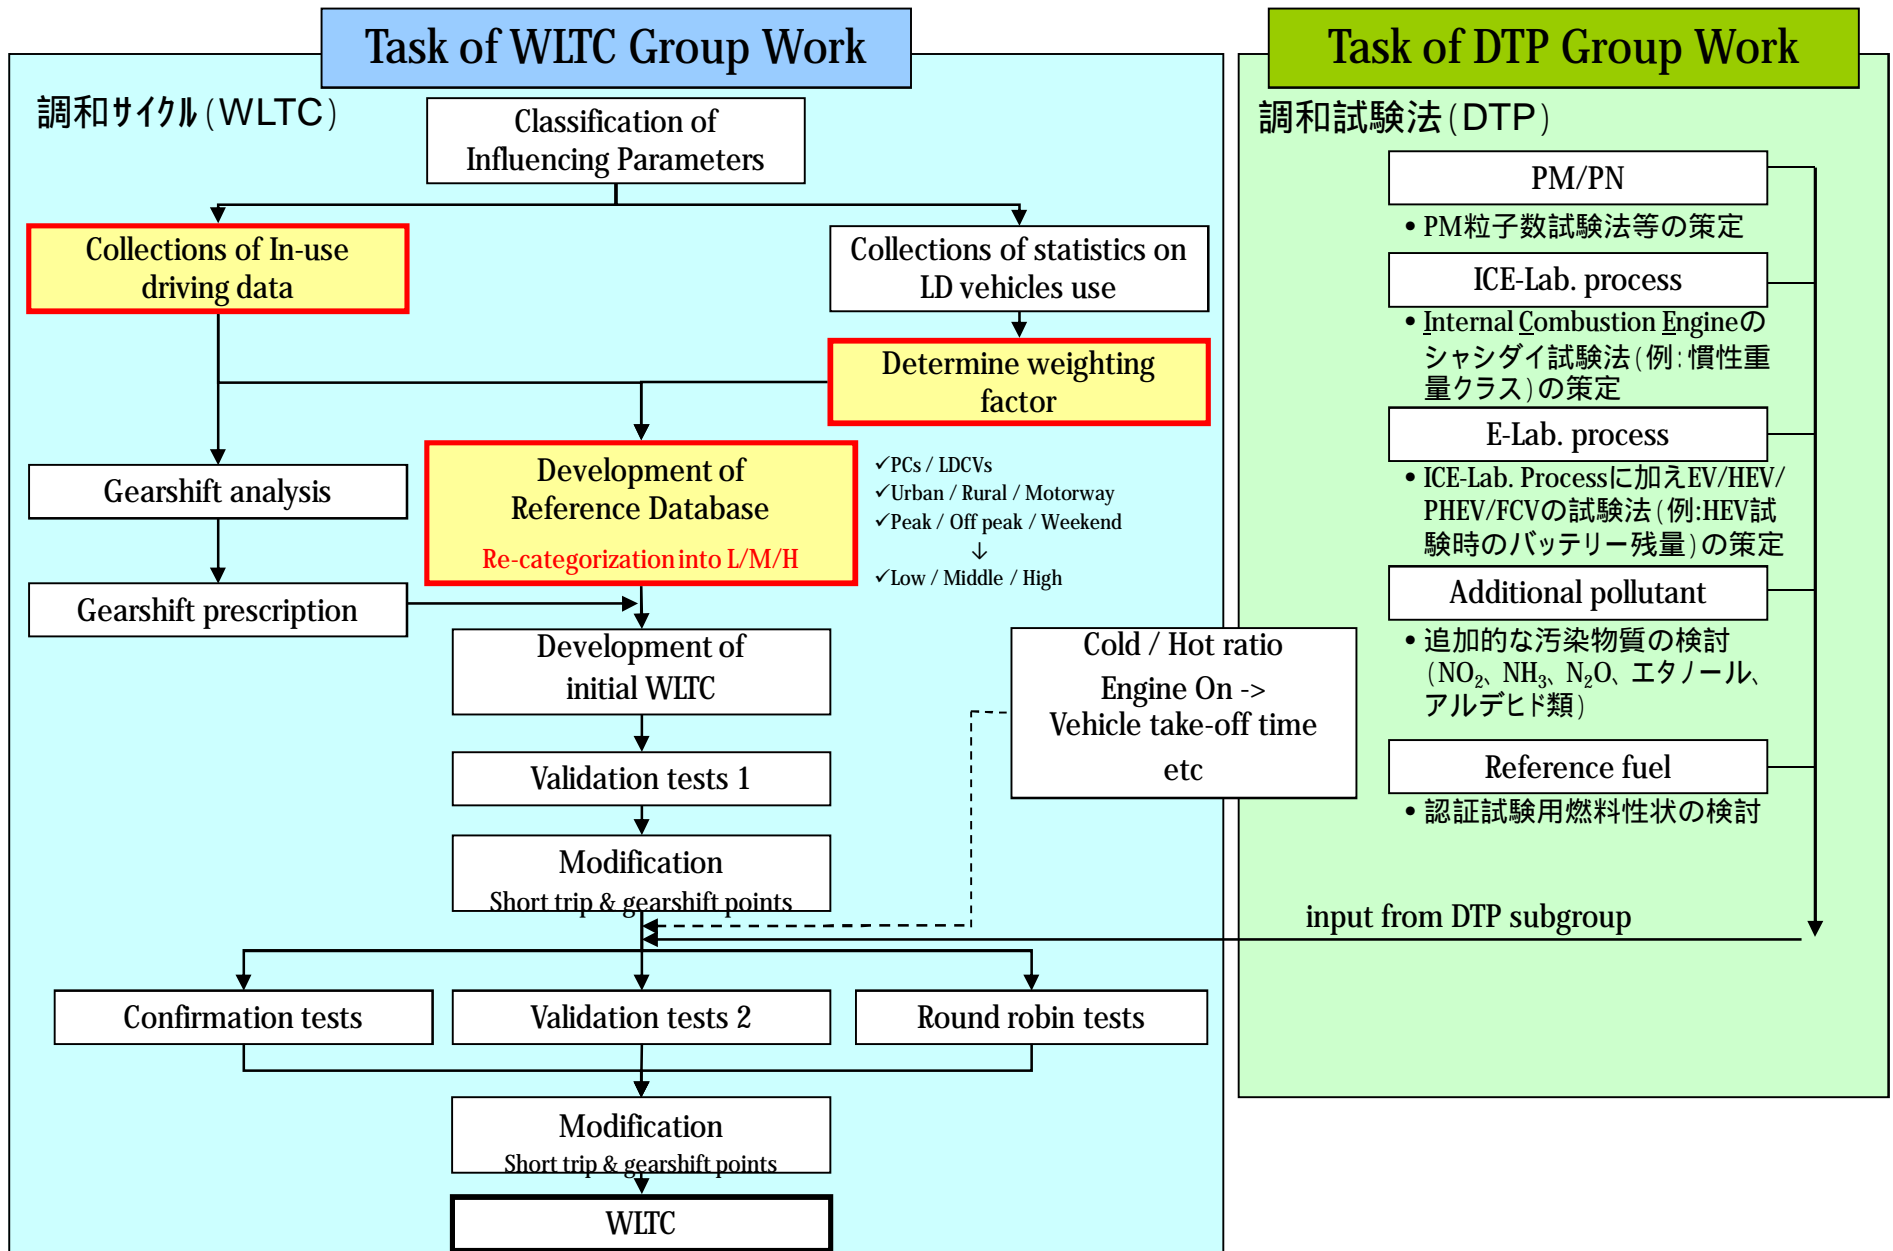 Task of WLTC Group Work
調和サイクル(WLTC)
Classification of
Influencing Parameters
Collections of In-use
driving data
Collections of statistics on
LD vehicles use
Determine weighting
factor
Development of
Reference Database
Re-categorization into L/M/H
✓PCs / LDCVs
✓Urban / Rural / Motorway
✓Peak / Off peak / Weekend
↓
✓Low / Middle / High
Gearshift analysis
Gearshift prescription
Development of
initial WLTC
Validation tests 1
Modification
Short trip & gearshift points
Cold / Hot ratio
Engine On ->
Vehicle take-off time
etc
Confirmation tests
Validation tests 2
Round robin tests
Modification
Short trip & gearshift points
WLTC
Task of DTP Group Work
調和試験法(DTP)
PM/PN
• PM粒子数試験法等の策定
ICE-Lab. process
• Internal Combustion Engineの
シャシダイ試験法(例:慣性重
量クラス)の策定
E-Lab. process
• ICE-Lab. Processに加えEV/HEV/
PHEV/FCVの試験法(例:HEV試
験時のバッテリー残量)の策定
Additional pollutant
• 追加的な汚染物質の検討
(NO₂、NH₃、N₂O、エタノール、
アルデヒド類)
Reference fuel
• 認証試験用燃料性状の検討
input from DTP subgroup